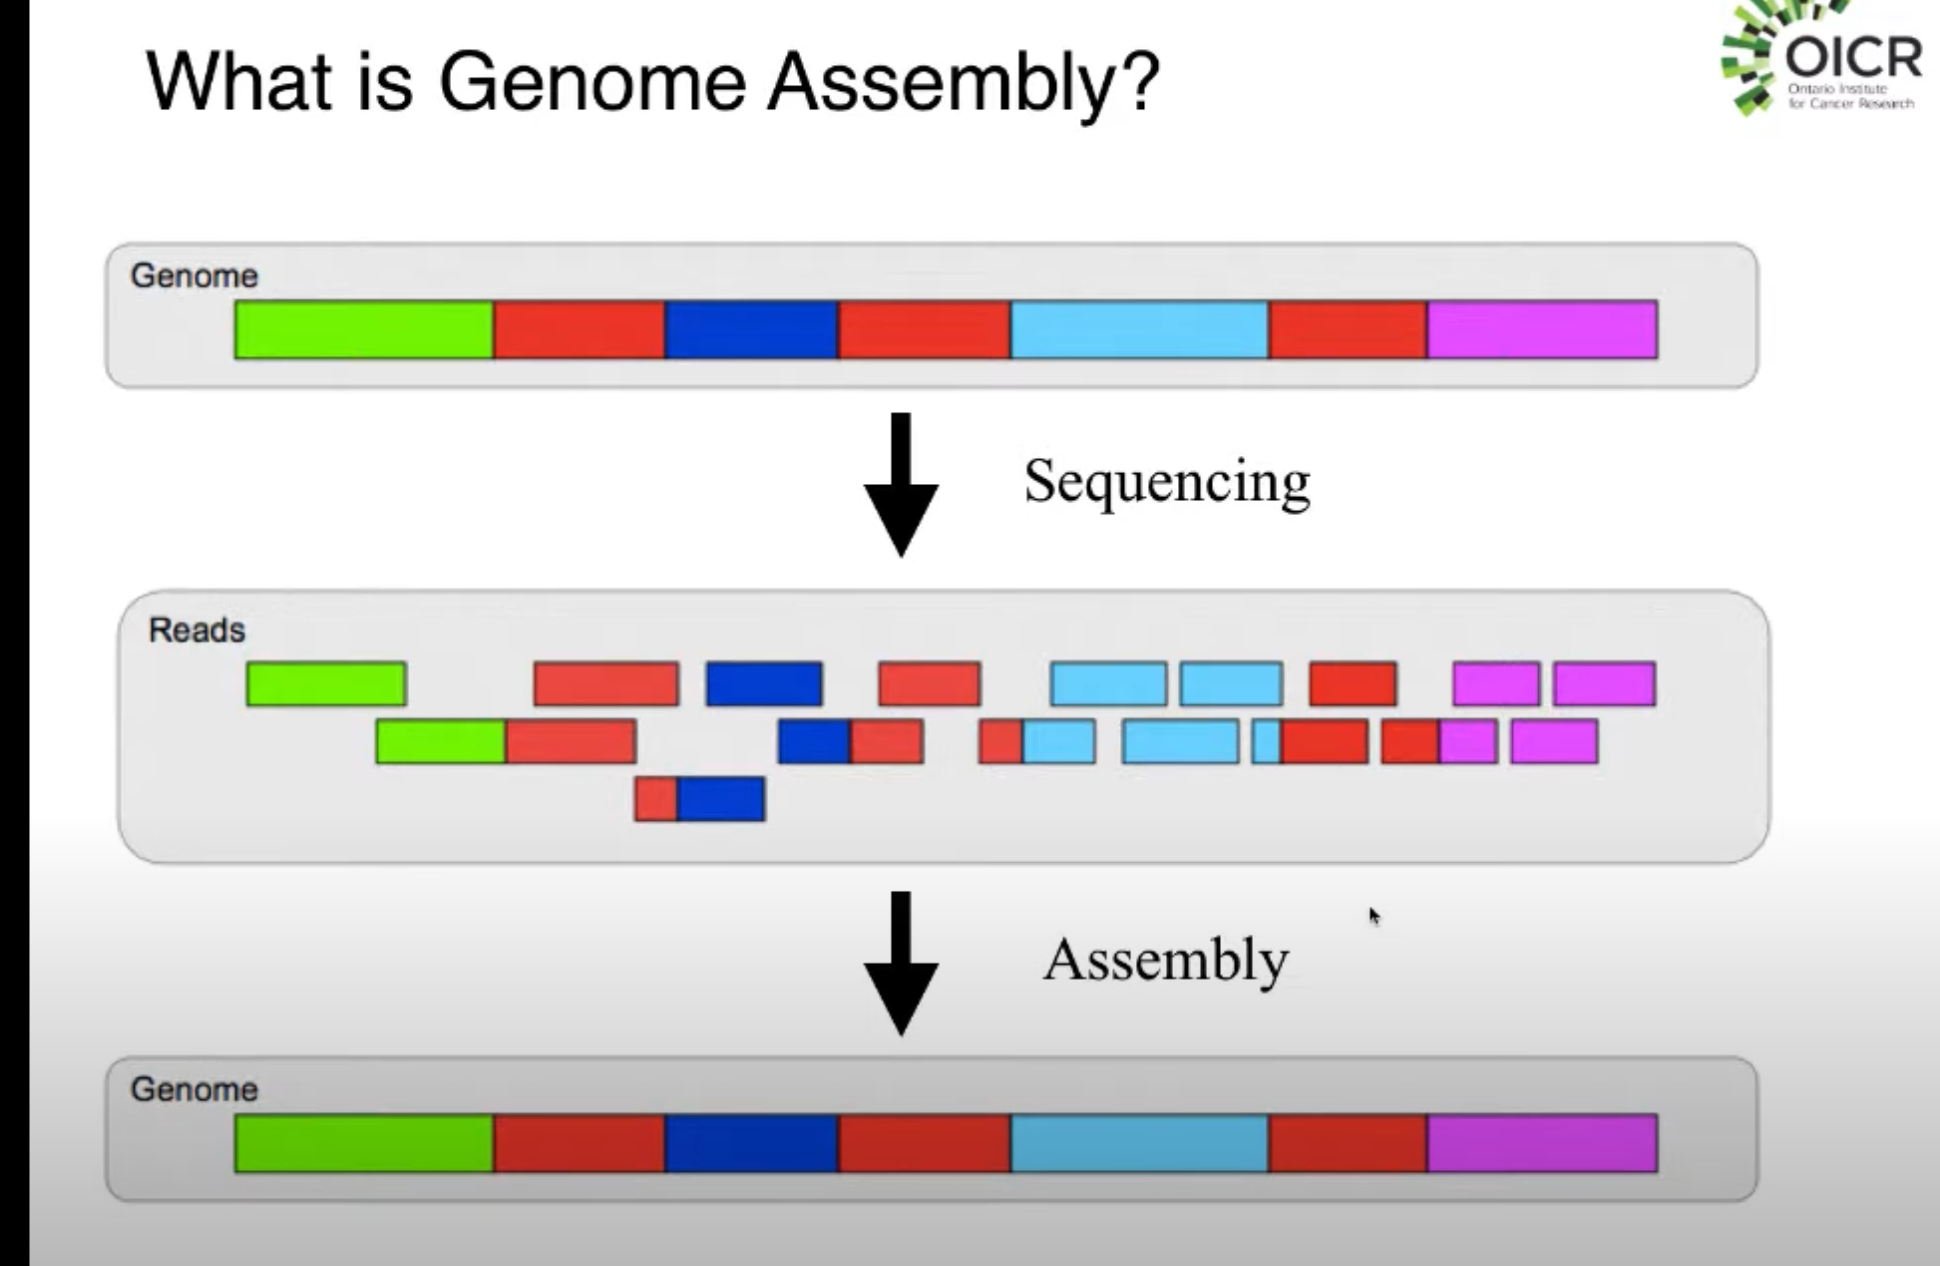 What is Genome Assembly?
OICR
Ontario Institute
for Cancer Research
Genome
Sequencing
Reads
Assembly
Genome